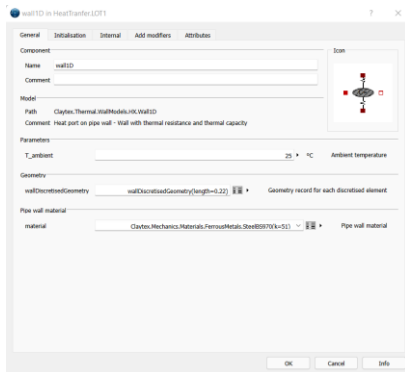 wall1D in HeatTranfer.LOT1 ? ×
General Initialisation Internal Add modifiers Attributes
Component
Icon
Name wall1D
Comment
Model
Path Claytex.Thermal.WallModels.HX.Wall1D
Comment Heat port on pipe wall - Wall with thermal resistance and thermal capacity
Parameters
T_ambient 25 °C Ambient temperature
Geometry
wallDiscretisedGeometry wallDiscretisedGeometry(length=0.22) Geometry record for each discretised element
Pipe wall material
material Claytex.Mechanics.Materials.FerrousMetals.SteelBS970(k=51) Pipe wall material
OK Cancel Info